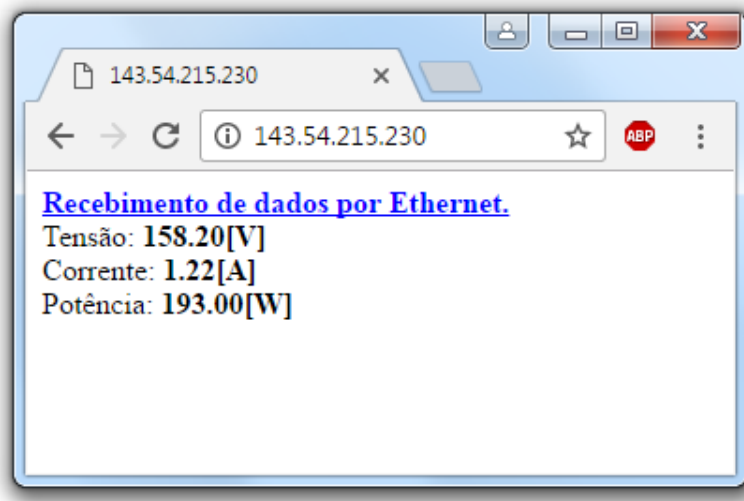 143.54.215.230
143.54.215.230
ABP
Recebimento de dados por Ethernet.
Tensão: 158.20[V]
Corrente: 1.22[A]
Potência: 193.00[W]